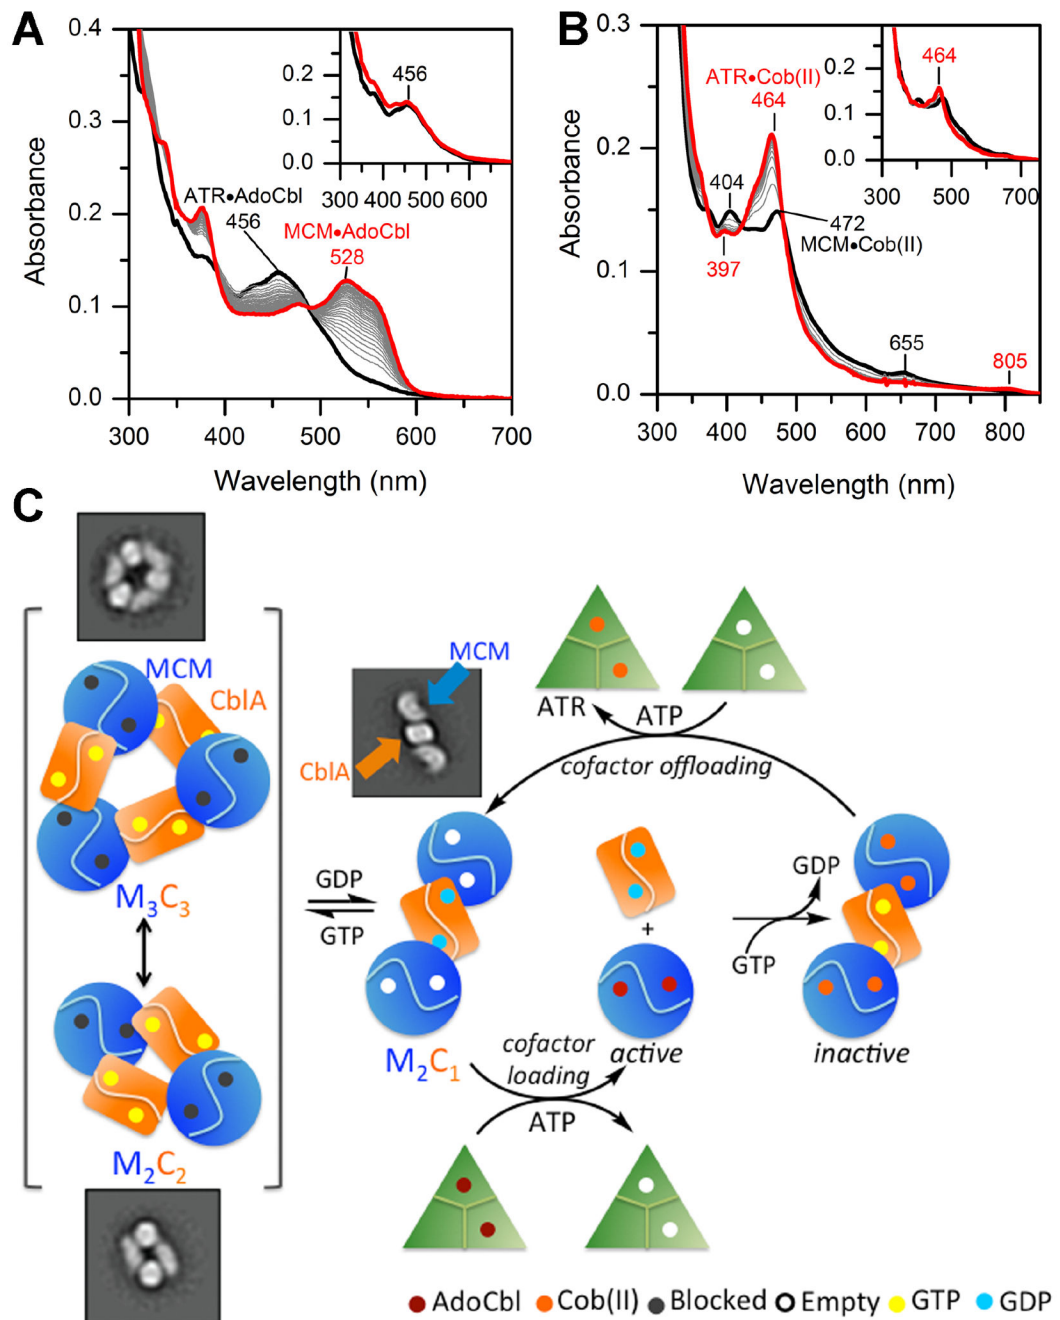 A
0.4
0.3
0.2
0.1
0.0
Absorbance
300 400 500 600 700
Wavelength (nm)
ATR•AdoCbl
456
MCM•AdoCbl
528
0.2
0.1
0.0
300 400 500 600
456
B
0.3
0.2
0.1
0.0
Absorbance
300 400 500 600 700 800
Wavelength (nm)
ATR•Cob(II)
464
404
472
MCM•Cob(II)
397
655
805
0.2
0.1
0.0
300 500 700
464
C
MCM
CblA
M3C3
M2C2
GDP
GTP
MCM
CblA
M2C1
ATR
ATP
cofactor offloading
+
active
GDP
GTP
inactive
cofactor
loading
ATP
AdoCbl Cob(II) Blocked Empty GTP GDP